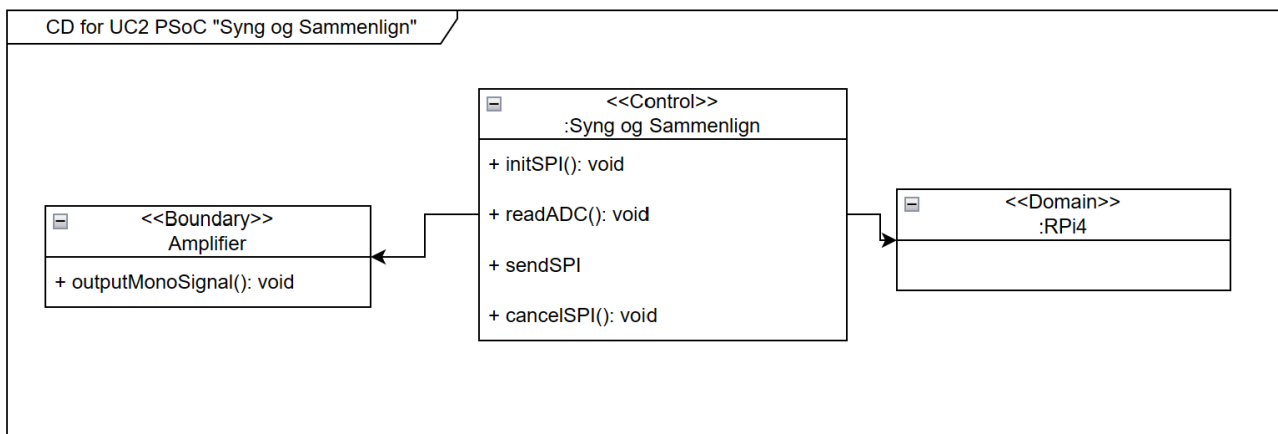 CD for UC2 PSoC "Syng og Sammenlign"
<<Control>>
:Syng og Sammenlign
+ initSPI(): void
+ readADC(): void
+ sendSPI
+ cancelSPI(): void
<<Boundary>>
Amplifier
+ outputMonoSignal(): void
<<Domain>>
:RPi4